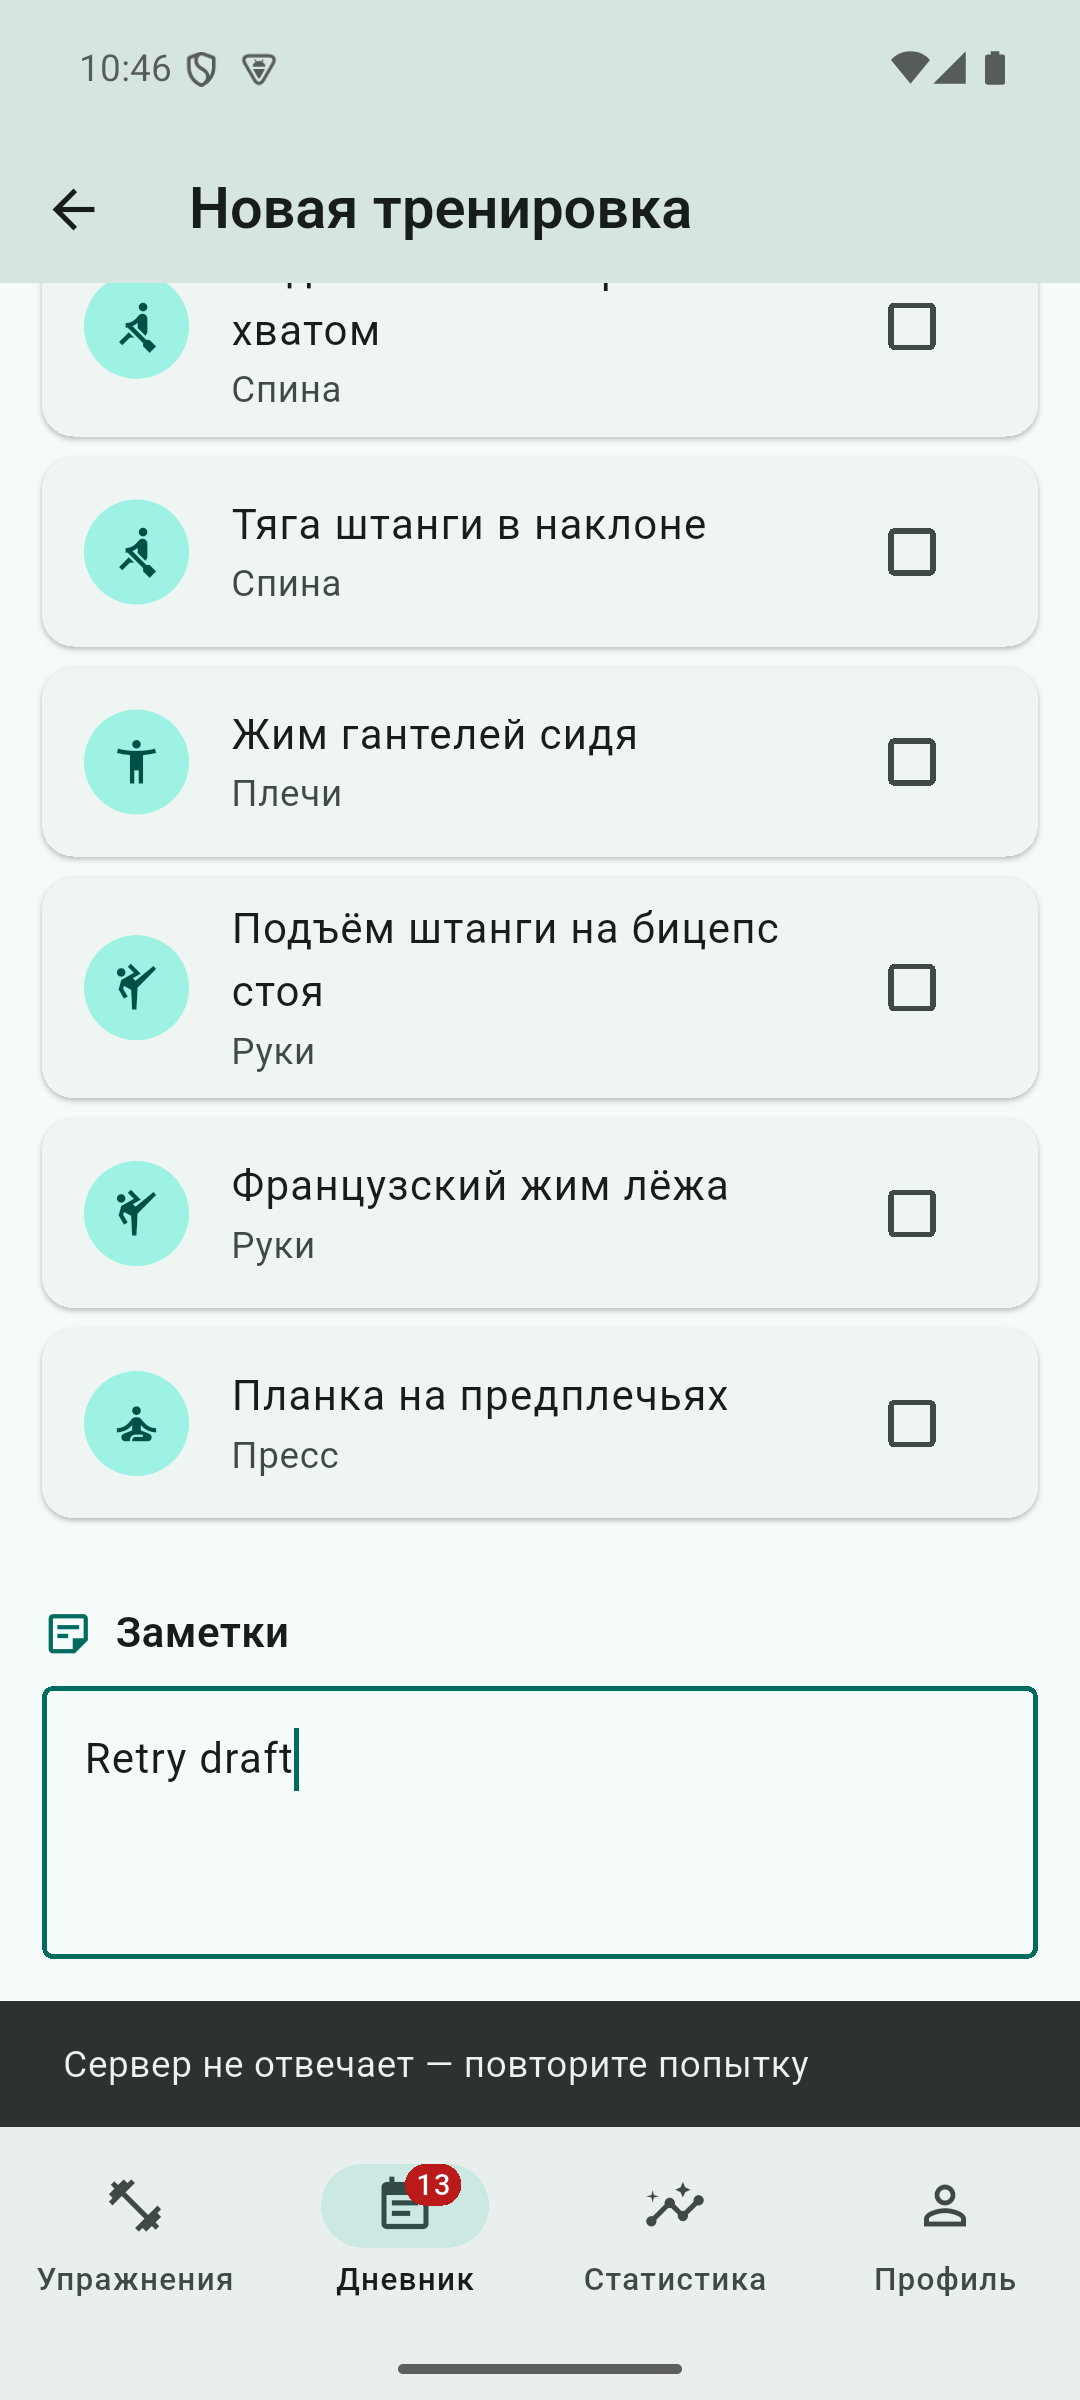 10:46
Новая тренировка
хватом
Спина
Тяга штанги в наклоне
Спина
Жим гантелей сидя
Плечи
Подъём штанги на бицепс
стоя
Руки
Французский жим лёжа
Руки
Планка на предплечьях
Пресс
Заметки
Retry draft
Сервер не отвечает — повторите попытку
13
Упражнения
Дневник
Статистика
Профиль